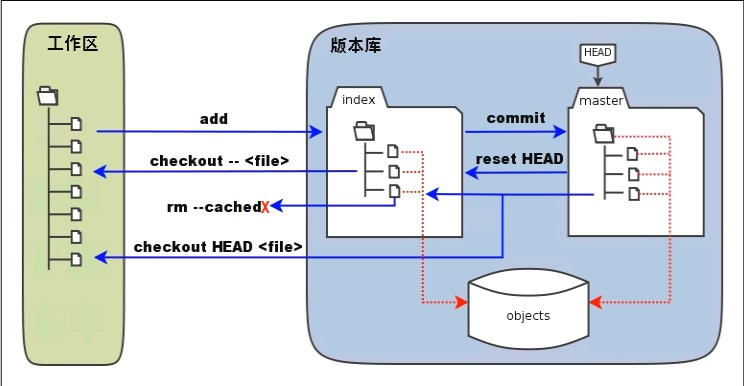 工作区
版本库
HEAD
index
master
add
commit
checkout -- <file>
reset HEAD
rm --cached
X
checkout HEAD <file>
objects